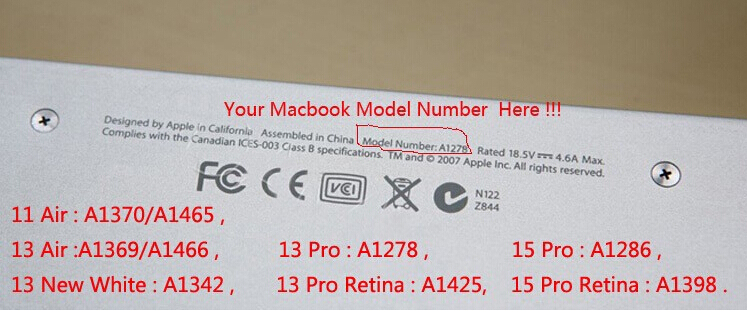 Your Macbook Model Number Here !!!
Designed by Apple in California Assembled in China Model Number: A1278 Rated 18.5V⎓ 4.6A Max.
Complies with the Canadian ICES-003 Class B specifications. TM and © 2007 Apple Inc. All rights reserved.
FC CE VCI N122
Z844
11 Air : A1370/A1465 ,
13 Air :A1369/A1466 , 13 Pro : A1278 , 15 Pro : A1286 ,
13 New White : A1342 , 13 Pro Retina : A1425, 15 Pro Retina : A1398 .